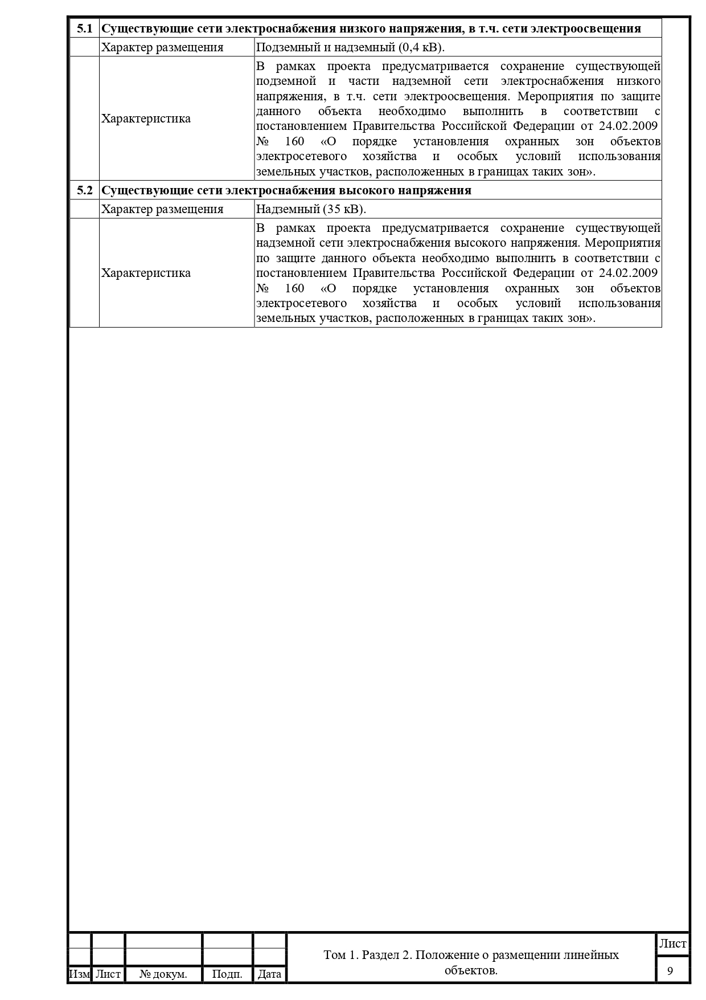 5.1 Существующие сети электроснабжения низкого напряжения, в т.ч. сети электроосвещения
Характер размещения Подземный и надземный (0,4 кВ).
Характеристика
В рамках проекта предусматривается сохранение существующей
подземной и части надземной сети электроснабжения низкого
напряжения, в т.ч. сети электроосвещения. Мероприятия по защите
данного объекта необходимо выполнить в соответствии с
постановлением Правительства Российской Федерации от 24.02.2009
№ 160 «О порядке установления охранных зон объектов
электросетевого хозяйства и особых условий использования
земельных участков, расположенных в границах таких зон».
5.2 Существующие сети электроснабжения высокого напряжения
Характер размещения Надземный (35 кВ).
Характеристика
В рамках проекта предусматривается сохранение существующей
надземной сети электроснабжения высокого напряжения. Мероприятия
по защите данного объекта необходимо выполнить в соответствии с
постановлением Правительства Российской Федерации от 24.02.2009
№ 160 «О порядке установления охранных зон объектов
электросетевого хозяйства и особых условий использования
земельных участков, расположенных в границах таких зон».
Изм Лист № докум. Подп. Дата
Том 1. Раздел 2. Положение о размещении линейных
объектов.
Лист
9